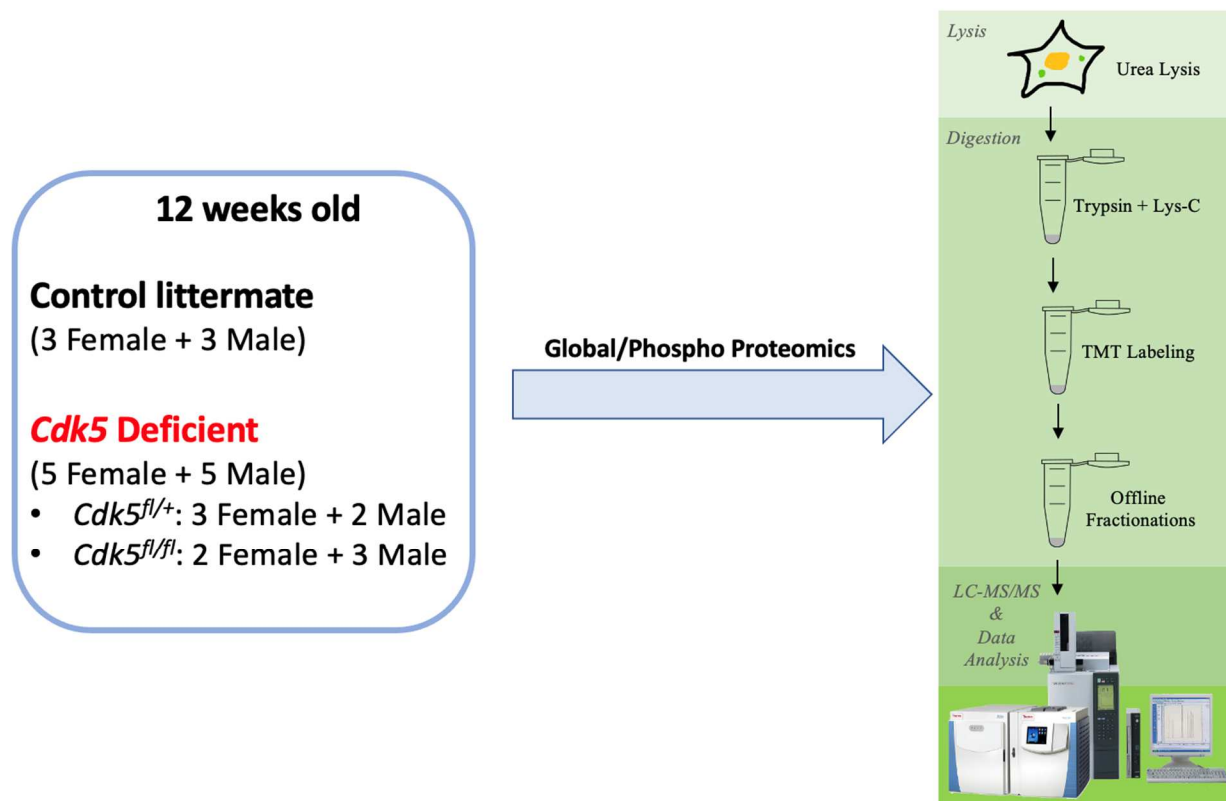 12 weeks old
Control littermate
(3 Female + 3 Male)
Cdk5 Deficient
(5 Female + 5 Male)
• Cdk5fl/+: 3 Female + 2 Male
• Cdk5fl/fl: 2 Female + 3 Male
Global/Phospho Proteomics
Lysis
Urea Lysis
Digestion
Trypsin + Lys-C
TMT Labeling
Offline
Fractionations
LC-MS/MS
&
Data
Analysis